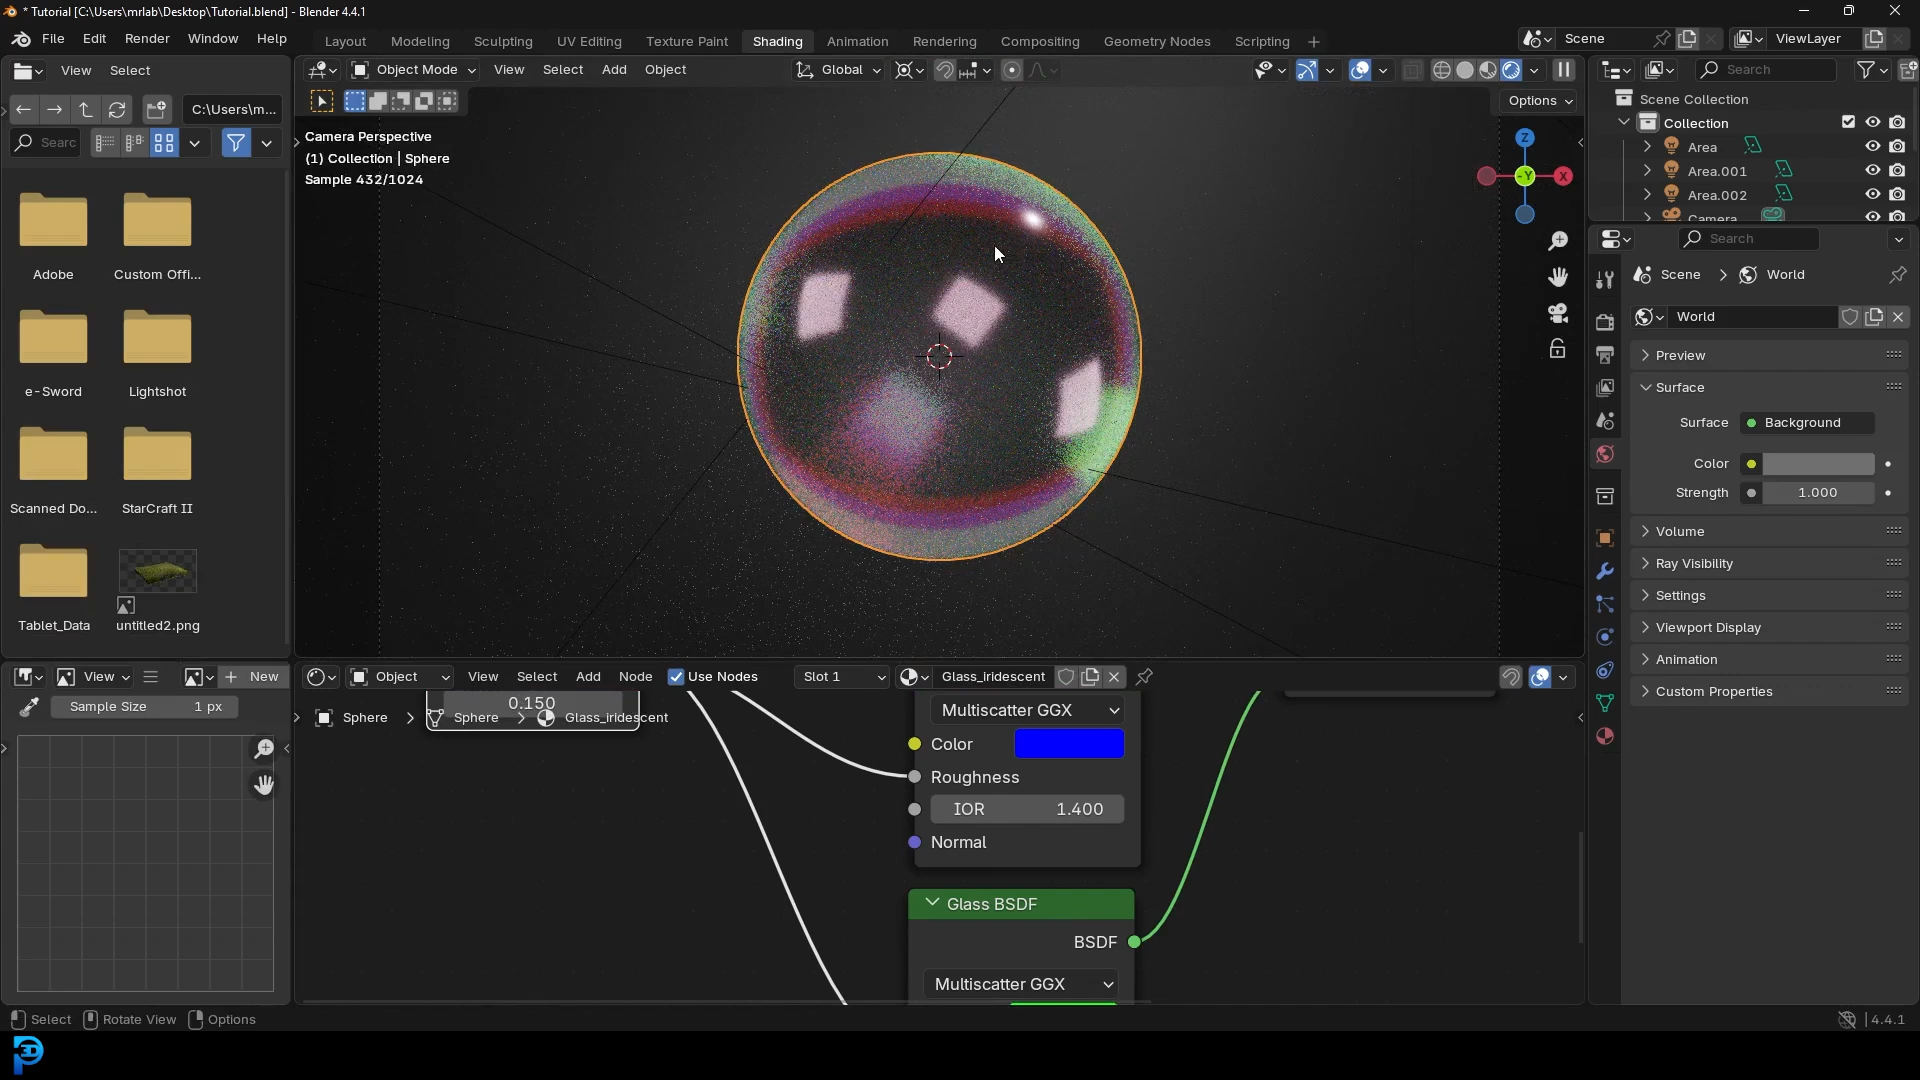 * Tutorial [C:\Users\mrlab\Desktop\Tutorial.blend] - Blender 4.4.1
File Edit Render Window Help
Layout Modeling Sculpting UV Editing Texture Paint Shading Animation Rendering Compositing Geometry Nodes Scripting +
Scene
ViewLayer
View Select
Object Mode View Select Add Object
Global
Search
C:\Users\m...
Options
Searc
Scene Collection
Collection
Area
Area.001
Area.002
Camera
Camera Perspective
(1) Collection | Sphere
Sample 432/1024
Z
-Y
X
Adobe
Custom Offi...
e-Sword
Lightshot
Scanned Do...
StarCraft II
Tablet_Data
untitled2.png
Search
Scene > World
World
Preview
Surface
Surface Background
Color
Strength 1.000
Volume
Ray Visibility
Settings
Viewport Display
Animation
Custom Properties
View
New
Sample Size 1 px
Object View Select Add Node Use Nodes Slot 1 Glass_iridescent
0.150
Sphere > Sphere > Glass_iridescent
Multiscatter GGX
Color
Roughness
IOR 1.400
Normal
Glass BSDF
BSDF
Multiscatter GGX
Select Rotate View Options
4.4.1
P3D